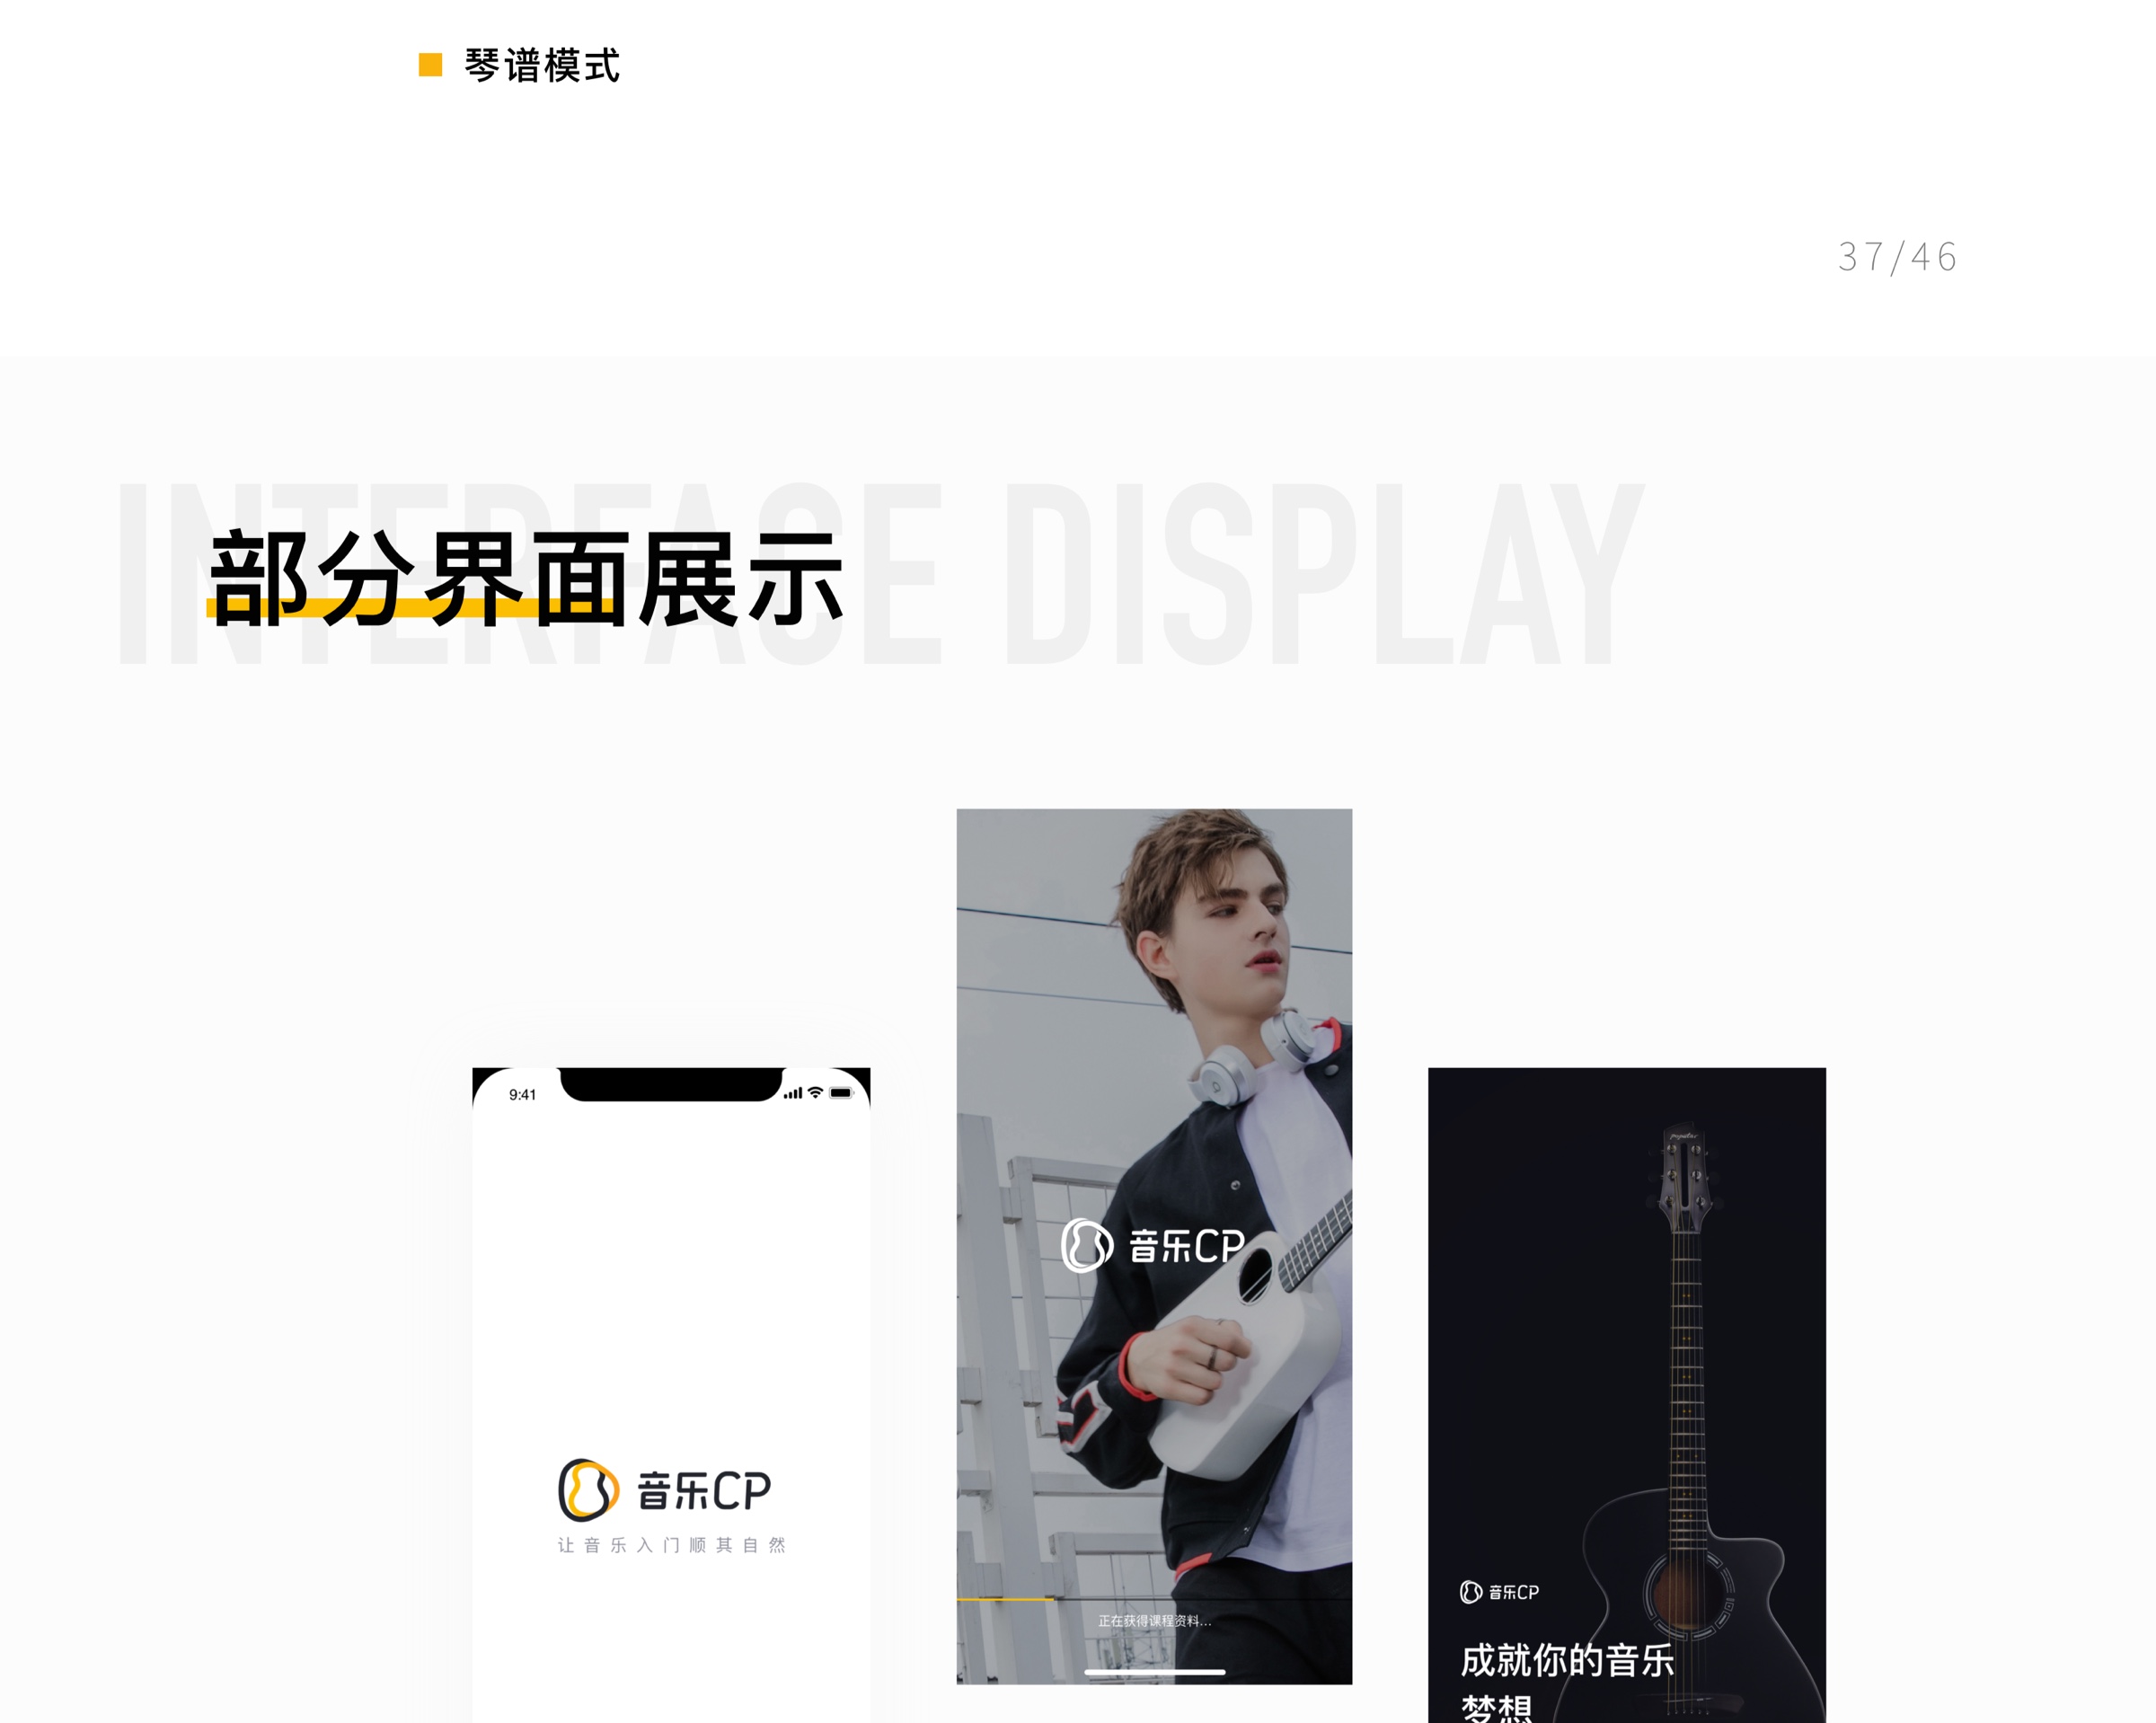 琴谱模式
37/46
INTERFACE DISPLAY
部分界面展示
9:41
音乐CP
让音乐入门顺其自然
音乐CP
正在获得课程资料...
popular
音乐CP
成就你的音乐
梦想